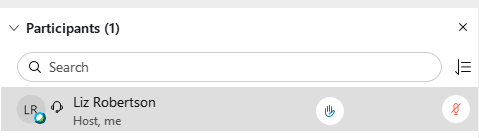 Participants (1)
Search
LR
Liz Robertson
Host, me